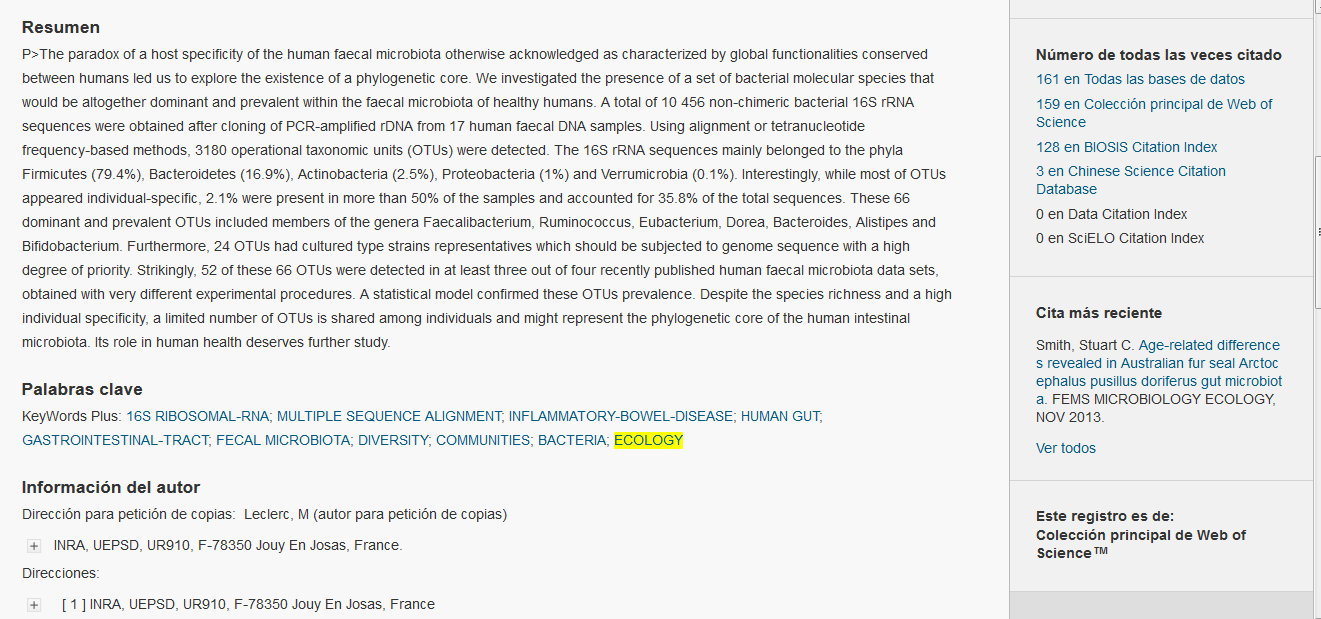 Resumen
P>The paradox of a host specificity of the human faecal microbiota otherwise acknowledged as characterized by global functionalities conserved
between humans led us to explore the existence of a phylogenetic core. We investigated the presence of a set of bacterial molecular species that
would be altogether dominant and prevalent within the faecal microbiota of healthy humans. A total of 10 456 non-chimeric bacterial 16S rRNA
sequences were obtained after cloning of PCR-amplified rDNA from 17 human faecal DNA samples. Using alignment or tetranucleotide
frequency-based methods, 3180 operational taxonomic units (OTUs) were detected. The 16S rRNA sequences mainly belonged to the phyla
Firmicutes (79.4%), Bacteroidetes (16.9%), Actinobacteria (2.5%), Proteobacteria (1%) and Verrumicrobia (0.1%). Interestingly, while most of OTUs
appeared individual-specific, 2.1% were present in more than 50% of the samples and accounted for 35.8% of the total sequences. These 66
dominant and prevalent OTUs included members of the genera Faecalibacterium, Ruminococcus, Eubacterium, Dorea, Bacteroides, Alistipes and
Bifidobacterium. Furthermore, 24 OTUs had cultured type strains representatives which should be subjected to genome sequence with a high
degree of priority. Strikingly, 52 of these 66 OTUs were detected in at least three out of four recently published human faecal microbiota data sets,
obtained with very different experimental procedures. A statistical model confirmed these OTUs prevalence. Despite the species richness and a high
individual specificity, a limited number of OTUs is shared among individuals and might represent the phylogenetic core of the human intestinal
microbiota. Its role in human health deserves further study.
Palabras clave
KeyWords Plus: 16S RIBOSOMAL-RNA; MULTIPLE SEQUENCE ALIGNMENT; INFLAMMATORY-BOWEL-DISEASE; HUMAN GUT;
GASTROINTESTINAL-TRACT; FECAL MICROBIOTA; DIVERSITY; COMMUNITIES; BACTERIA; ECOLOGY
Información del autor
Dirección para petición de copias: Leclerc, M (autor para petición de copias)
+ INRA, UEPSD, UR910, F-78350 Jouy En Josas, France.
Direcciones:
+ [ 1 ] INRA, UEPSD, UR910, F-78350 Jouy En Josas, France
Número de todas las veces citado
161 en Todas las bases de datos
159 en Colección principal de Web of
Science
128 en BIOSIS Citation Index
3 en Chinese Science Citation
Database
0 en Data Citation Index
0 en SciELO Citation Index
Cita más reciente
Smith, Stuart C. Age-related difference
s revealed in Australian fur seal Arctoc
ephalus pusillus doriferus gut microbiot
a. FEMS MICROBIOLOGY ECOLOGY,
NOV 2013.
Ver todos
Este registro es de:
Colección principal de Web of
Science™